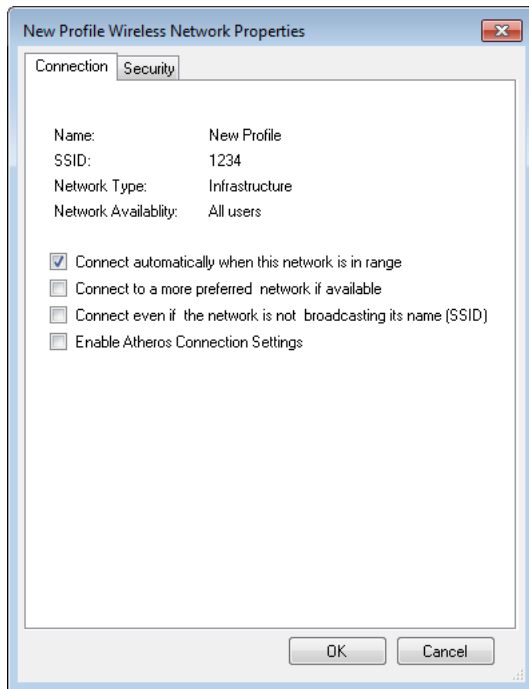 New Profile Wireless Network Properties
Connection
Security
Name: New Profile
SSID: 1234
Network Type: Infrastructure
Network Availablity: All users
Connect automatically when this network is in range
Connect to a more preferred network if available
Connect even if the network is not broadcasting its name (SSID)
Enable Atheros Connection Settings
OK
Cancel